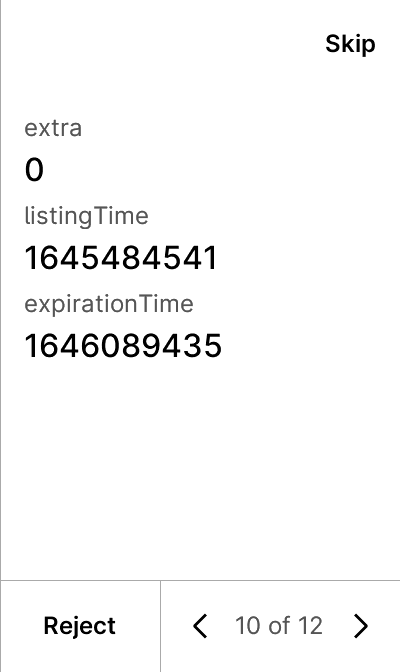 Skip
extra
0
listingTime
1645484541
expirationTime
1646089435
Reject
10 of 12